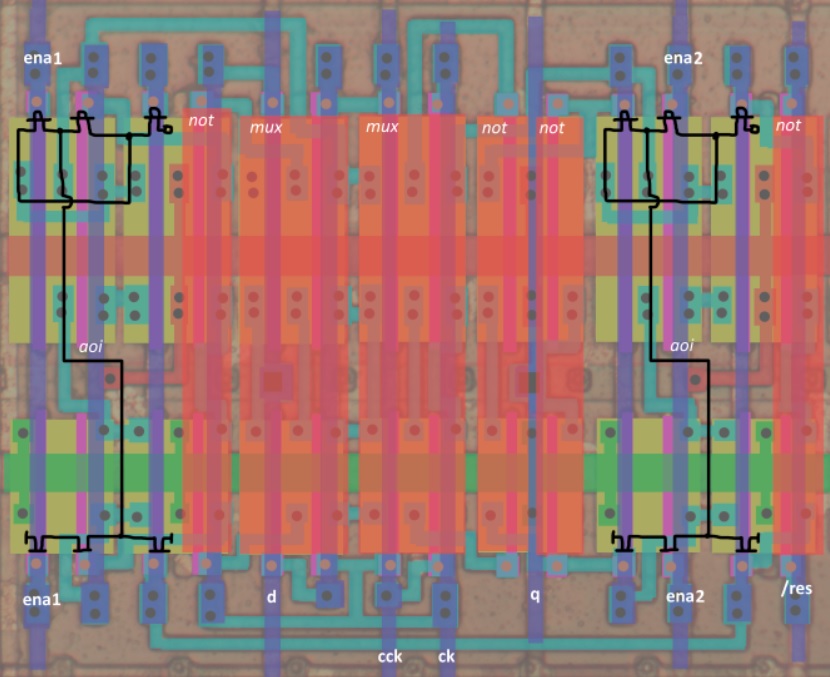 ena1
ena2
not
mux
mux
not
not
not
aoi
aoi
ena1
d
q
ena2
/res
cck
ck